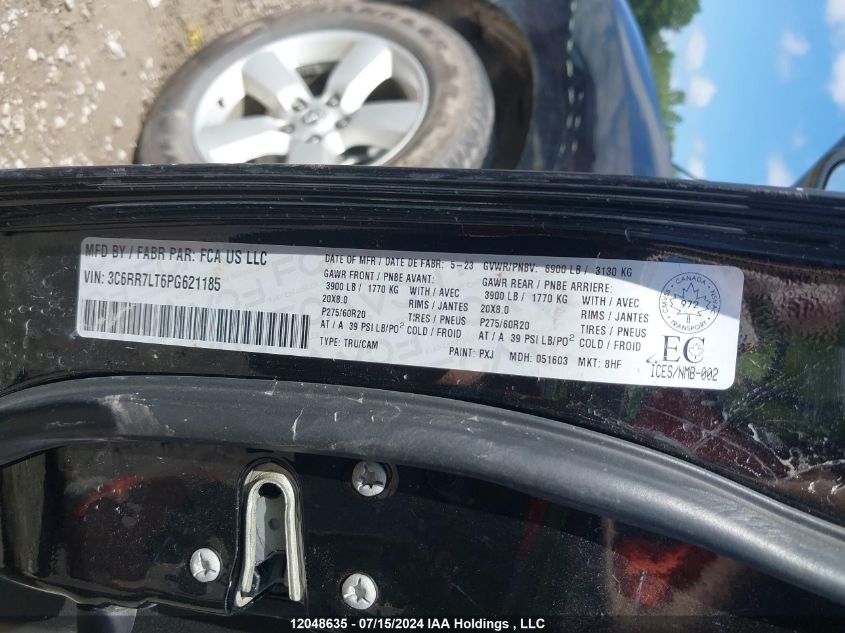 MFD BY / FABR PAR: FCA US LLC
VIN: 3C6RR7LT6PG621185
DATE OF MFR / DATE DE FABR: 5-23
GVWR/PNBV: 6900 LB / 3130 KG
GAWR FRONT / PNBE AVANT:
3900 LB / 1770 KG WITH / AVEC
20X8.0 RIMS / JANTES
P275/60R20 TIRES / PNEUS
AT / A 39 PSI LB/PO² COLD / FROID
TYPE: TRU/CAM
GAWR REAR / PNBE ARRIERE:
3900 LB / 1770 KG WITH / AVEC
20X8.0 RIMS / JANTES
P275/60R20 TIRES / PNEUS
AT / A 39 PSI LB/PO² COLD / FROID
PAINT: PXJ MDH: 051603 MKT: 8HF
CANADA
TRANSPORT
EC
ICES/NMB-002
12048635 - 07/15/2024 IAA Holdings , LLC